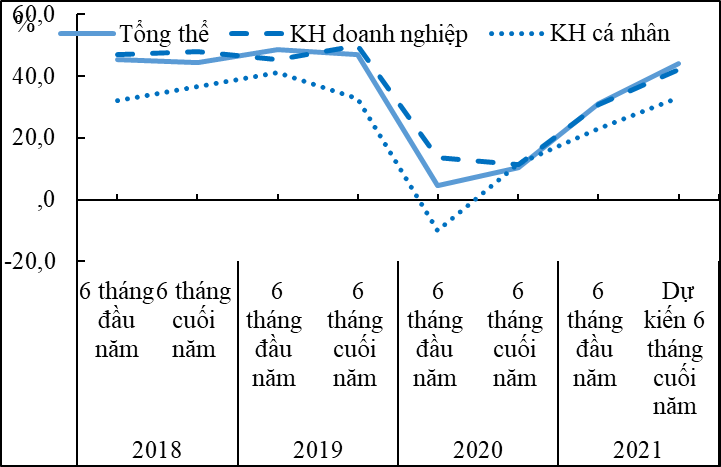 60,0
%
Tổng thể
KH doanh nghiệp
KH cá nhân
40,0
20,0
,0
-20,0
6 tháng
đầu
năm
6 tháng
cuối
năm
6
tháng
đầu
năm
6
tháng
cuối
năm
6
tháng
đầu
năm
6
tháng
cuối
năm
6
tháng
đầu
năm
Dự
kiến 6
tháng
cuối
năm
2018
2019
2020
2021